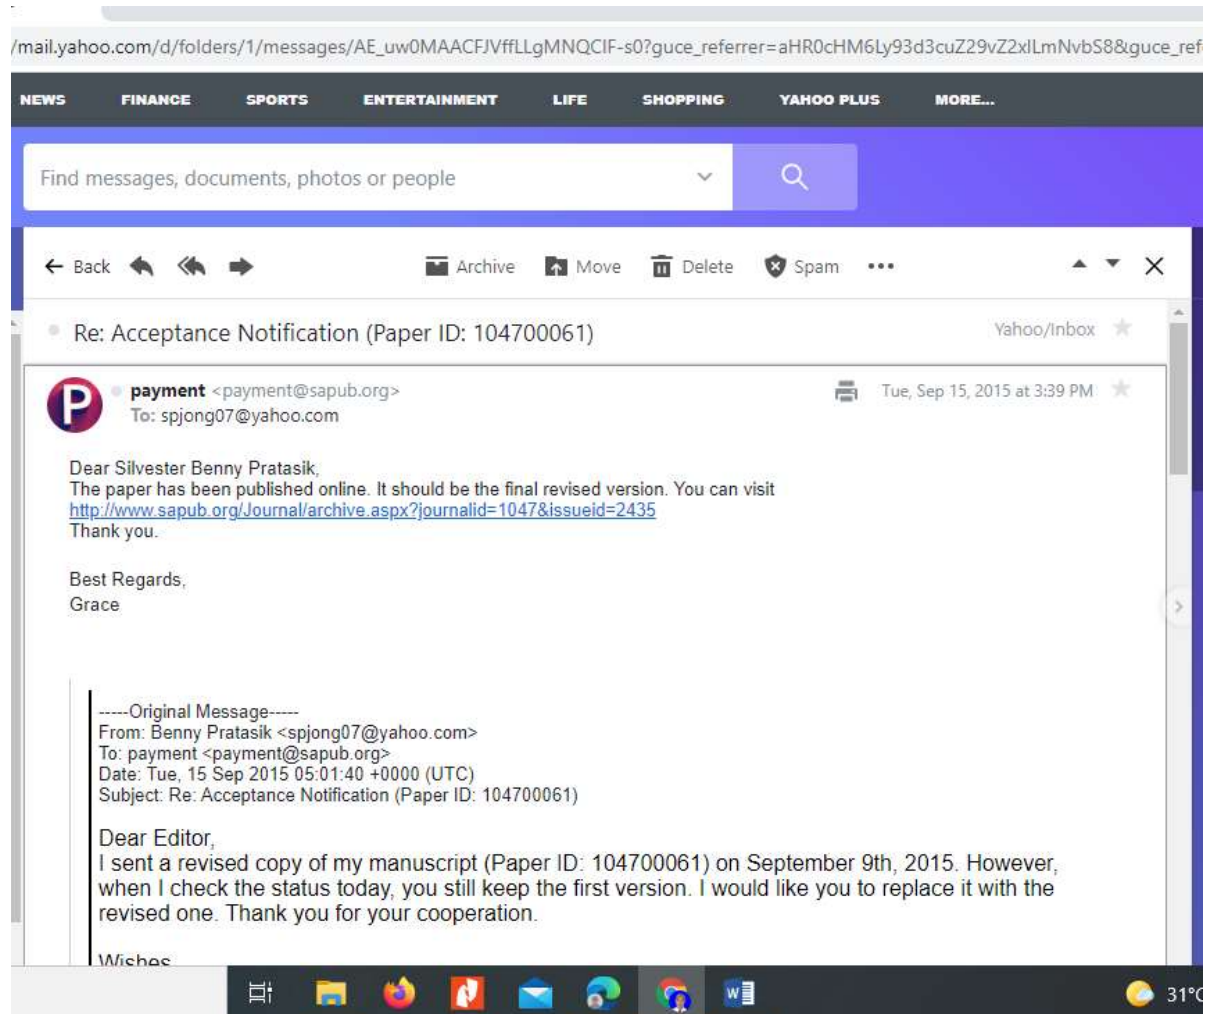 /mail.yahoo.com/d/folders/1/messages/AE_uw0MAACFJVffLLgMNQCIF-s0?guce_referrer=aHR0cHM6Ly93d3cuZ29vZ2xlLmNvbS8&guce_ref
NEWS FINANCE SPORTS ENTERTAINMENT LIFE SHOPPING YAHOO PLUS MORE...
Find messages, documents, photos or people
Back Archive Move Delete Spam
Re: Acceptance Notification (Paper ID: 104700061) Yahoo/Inbox
P
payment <payment@sapub.org> Tue, Sep 15, 2015 at 3:39 PM
To: spjong07@yahoo.com
Dear Silvester Benny Pratasik,
The paper has been published online. It should be the final revised version. You can visit
http://www.sapub.org/Journal/archive.aspx?journalid=1047&issueid=2435
Thank you.
Best Regards,
Grace
-----Original Message-----
From: Benny Pratasik <spjong07@yahoo.com>
To: payment <payment@sapub.org>
Date: Tue, 15 Sep 2015 05:01:40 +0000 (UTC)
Subject: Re: Acceptance Notification (Paper ID: 104700061)
Dear Editor,
I sent a revised copy of my manuscript (Paper ID: 104700061) on September 9th, 2015. However,
when I check the status today, you still keep the first version. I would like you to replace it with the
revised one. Thank you for your cooperation.
Wishes
31°C